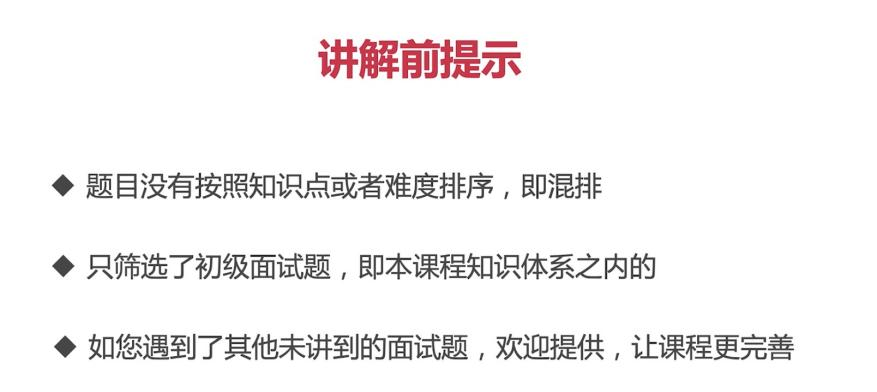 讲解前提示
◆ 题目没有按照知识点或者难度排序，即混排
◆ 只筛选了初级面试题，即本课程知识体系之内的
◆ 如您遇到了其他未讲到的面试题，欢迎提供，让课程更完善